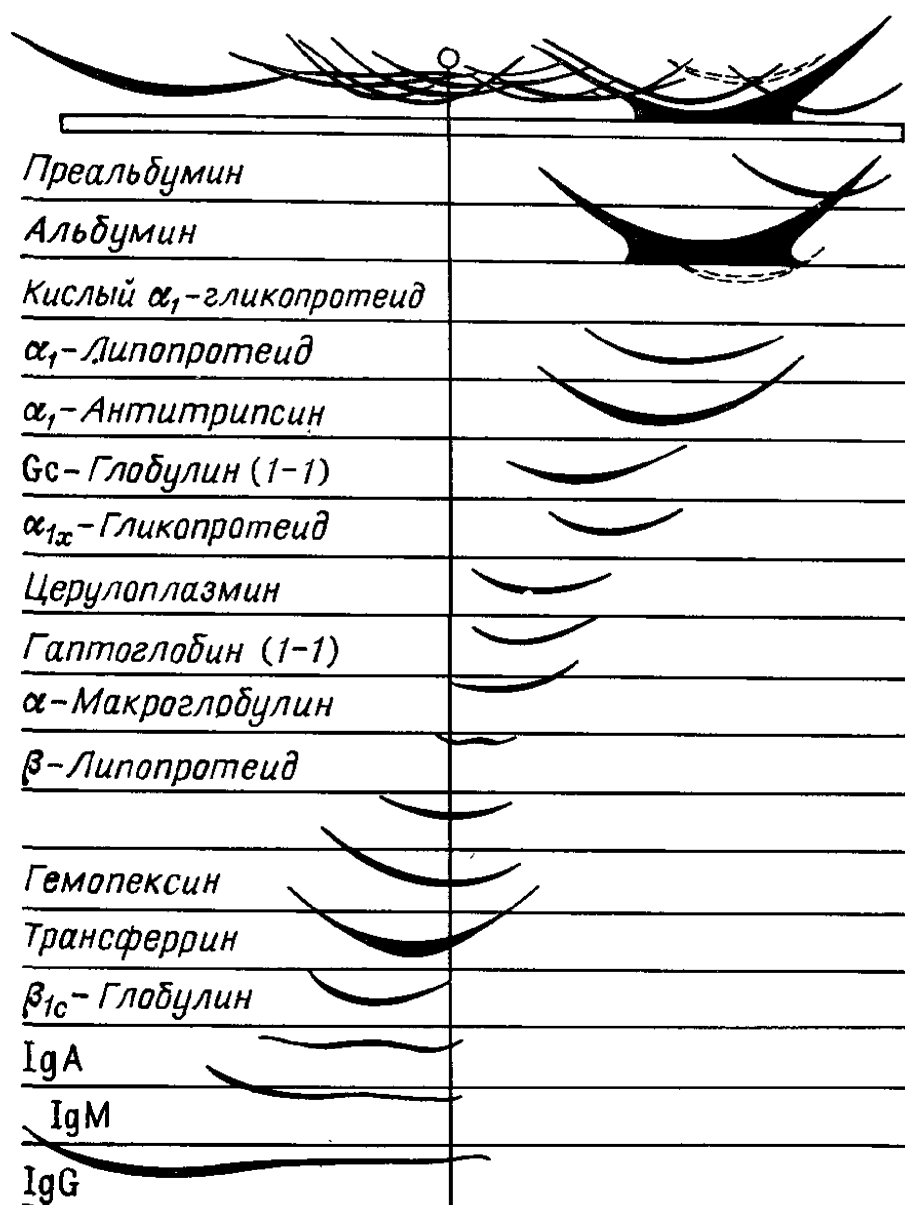 Преальбумин
Альбумин
Кислый α₁-гликопротеид
α₁-Липопротеид
α₁-Антитрипсин
Gc-Глобулин (1-1)
α₁ₓ-Гликопротеид
Церулоплазмин
Гаптоглобин (1-1)
α-Макроглобулин
β-Липопротеид
Гемопексин
Трансферрин
β₁c-Глобулин
IgA
IgM
IgG